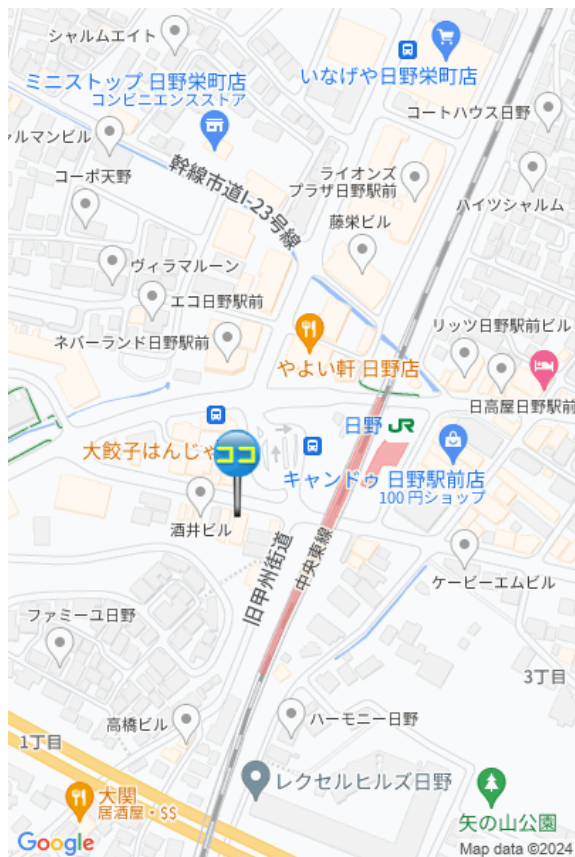 シャルムエイト
いなげや日野栄町店
ミニストップ 日野栄町店
コンビニエンスストア
コートハウス日野
ャルマンビル
コーポ天野
幹線市道I-23号線
ライオンズ
プラザ日野駅前
ハイツシャルム
藤栄ビル
ヴィラマルーン
エコ日野駅前
ネバーランド日野駅前
リッツ日野駅前ビル
やよい軒 日野店
日高屋日野駅前
日野 JR
大餃子はんじゃ
ココ
キャンドゥ 日野駅前店
100 円ショップ
酒井ビル
旧甲州街道
中央東線
ケービーエムビル
ファミーユ日野
3丁目
高橋ビル
ハーモニー日野
1丁目
レクセルヒルズ日野
大関
居酒屋・$$
矢の山公園
Google
Map data ©2024